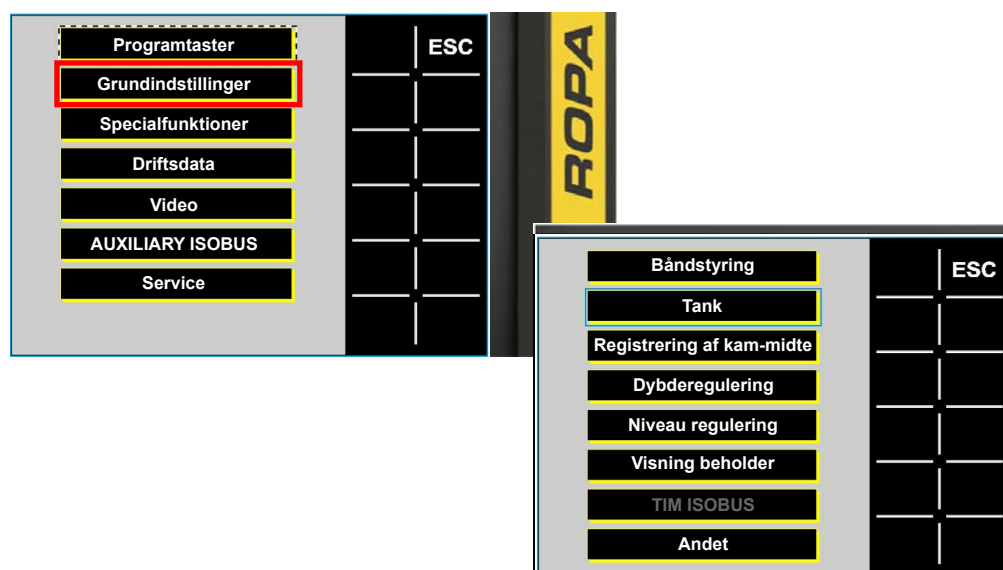 Programtaster
ESC
Grundindstillinger
Specialfunktioner
Driftsdata
Video
AUXILIARY ISOBUS
Service
ROPA
Båndstyring
ESC
Tank
Registrering af kam-midte
Dybderegulering
Niveau regulering
Visning beholder
TIM ISOBUS
Andet